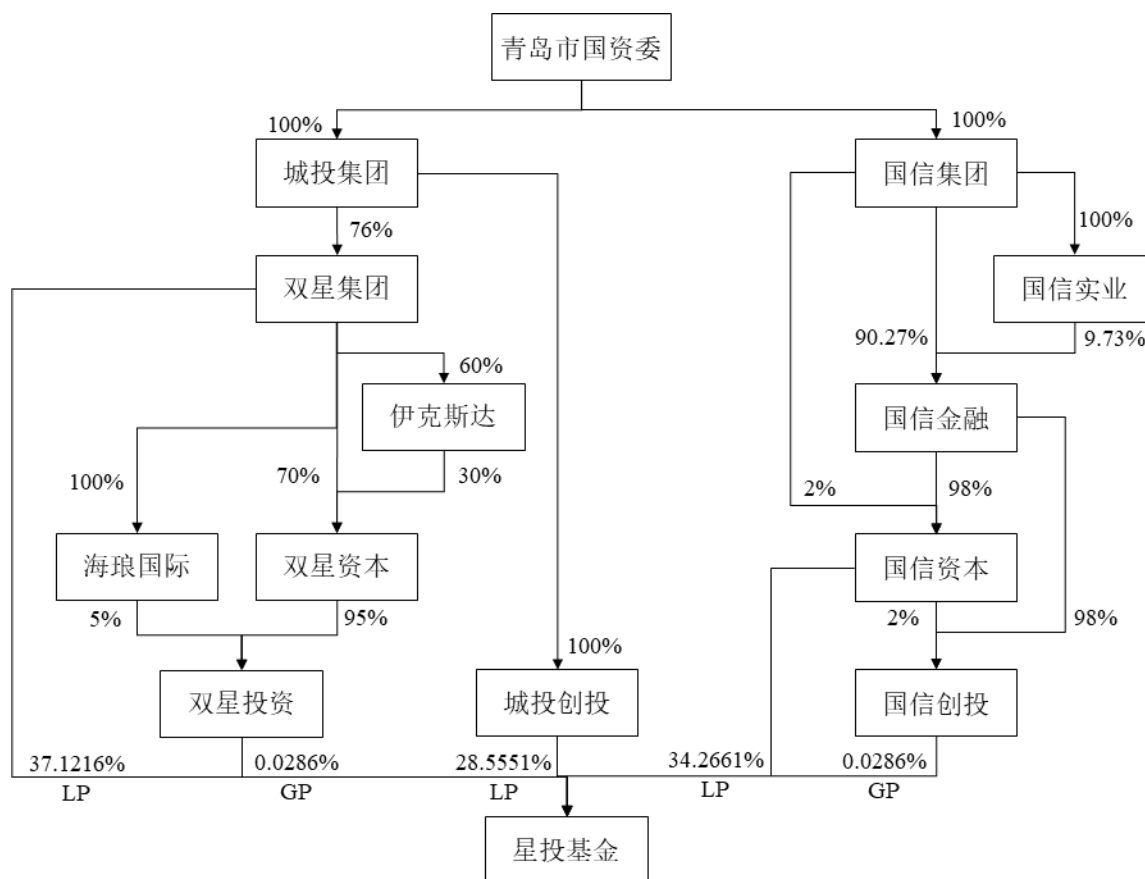 青岛市国资委
100%
100%
城投集团
国信集团
76%
100%
双星集团
国信实业
90.27%
9.73%
60%
伊克斯达
国信金融
100%
70%
30%
2%
98%
海琅国际
双星资本
国信资本
5%
95%
2%
98%
100%
双星投资
城投创投
国信创投
37.1216%
0.0286%
28.5551%
34.2661%
0.0286%
LP
GP
LP
LP
GP
星投基金